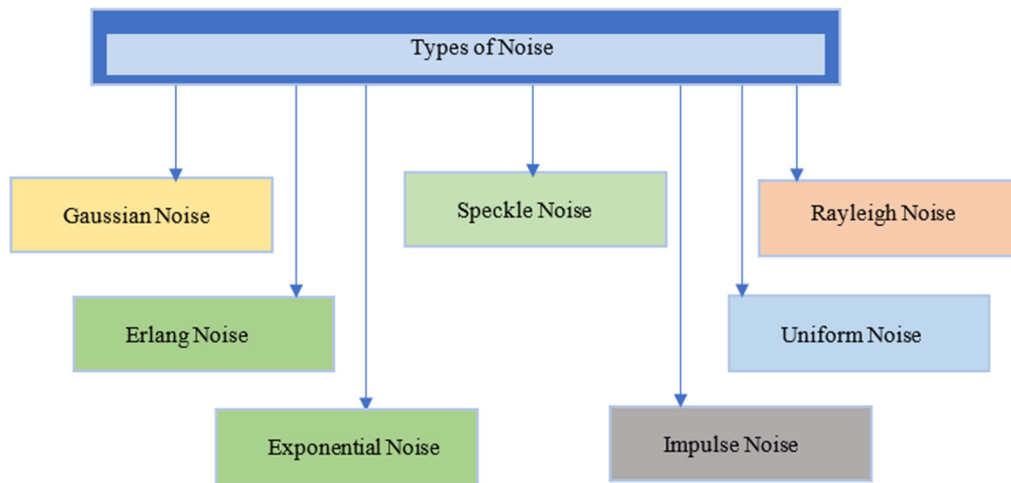 Types of Noise
Gaussian Noise
Speckle Noise
Rayleigh Noise
Erlang Noise
Uniform Noise
Exponential Noise
Impulse Noise